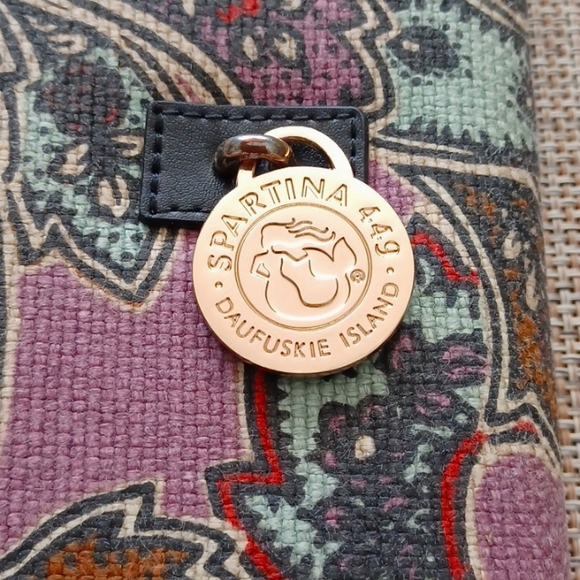 SPARTINA 449
DAUFUSKIE ISLAND
®